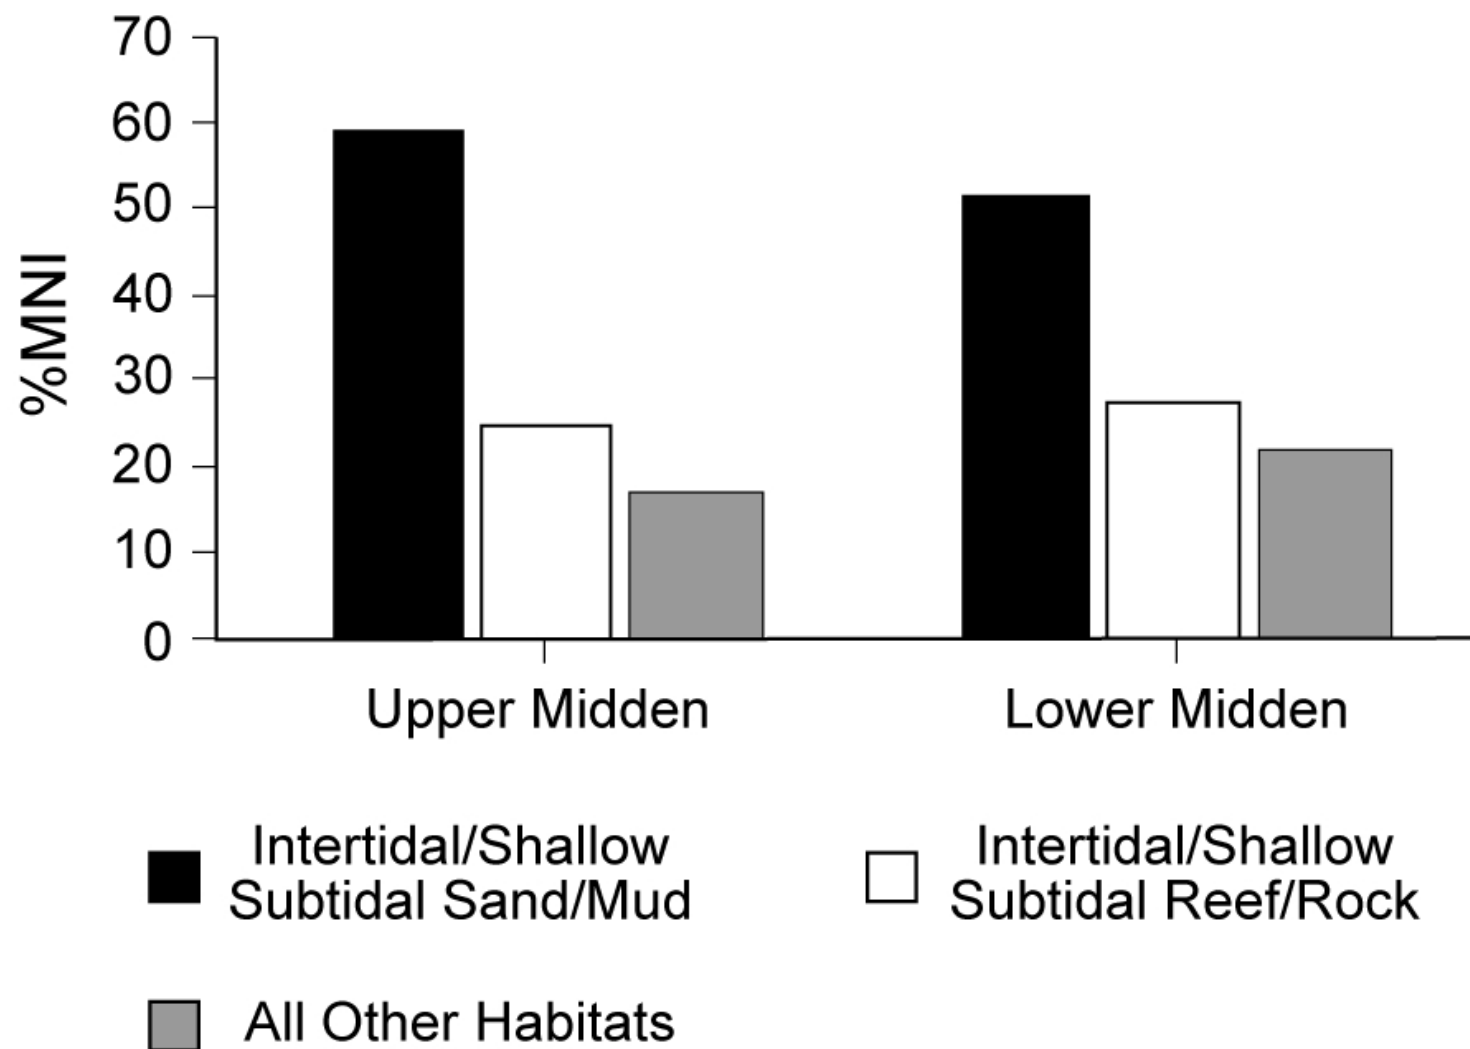 70
60
50
40
30
20
10
0
%MNI
Upper Midden
Lower Midden
Intertidal/Shallow
Subtidal Sand/Mud
Intertidal/Shallow
Subtidal Reef/Rock
All Other Habitats